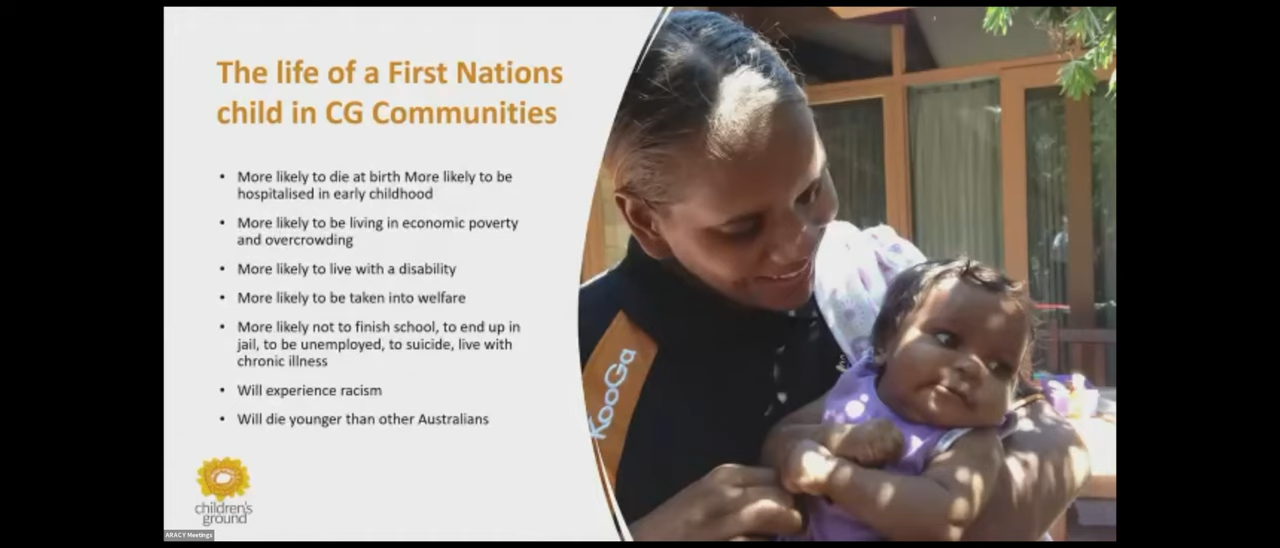 The life of a First Nations
child in CG Communities
• More likely to die at birth More likely to be
hospitalised in early childhood
• More likely to be living in economic poverty
and overcrowding
• More likely to live with a disability
• More likely to be taken into welfare
• More likely not to finish school, to end up in
jail, to be unemployed, to suicide, live with
chronic illness
• Will experience racism
• Will die younger than other Australians
KooGa
children's
ground
ARACY Meetings